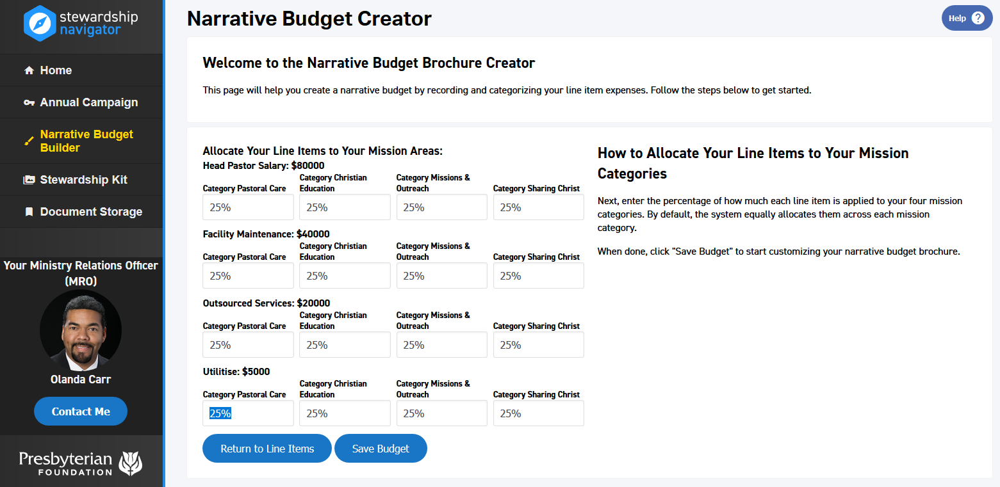 stewardship
navigator
Home
Annual Campaign
Narrative Budget
Builder
Stewardship Kit
Document Storage
Your Ministry Relations Officer
(MRO)
Olanda Carr
Contact Me
Presbyterian
FOUNDATION
Narrative Budget Creator
Help ?
Welcome to the Narrative Budget Brochure Creator
This page will help you create a narrative budget by recording and categorizing your line item expenses. Follow the steps below to get started.
Allocate Your Line Items to Your Mission Areas:
Head Pastor Salary: $80000
Category Pastoral Care
Category Christian
Education
Category Missions &
Outreach
Category Sharing Christ
25% 25% 25% 25%
Facility Maintenance: $40000
Category Pastoral Care
Category Christian
Education
Category Missions &
Outreach
Category Sharing Christ
25% 25% 25% 25%
Outsourced Services: $20000
Category Pastoral Care
Category Christian
Education
Category Missions &
Outreach
Category Sharing Christ
25% 25% 25% 25%
Utilitise: $5000
Category Pastoral Care
Category Christian
Education
Category Missions &
Outreach
Category Sharing Christ
25% 25% 25% 25%
Return to Line Items
Save Budget
How to Allocate Your Line Items to Your Mission
Categories
Next, enter the percentage of how much each line item is applied to your four mission
categories. By default, the system equally allocates them across each mission
category.
When done, click "Save Budget" to start customizing your narrative budget brochure.